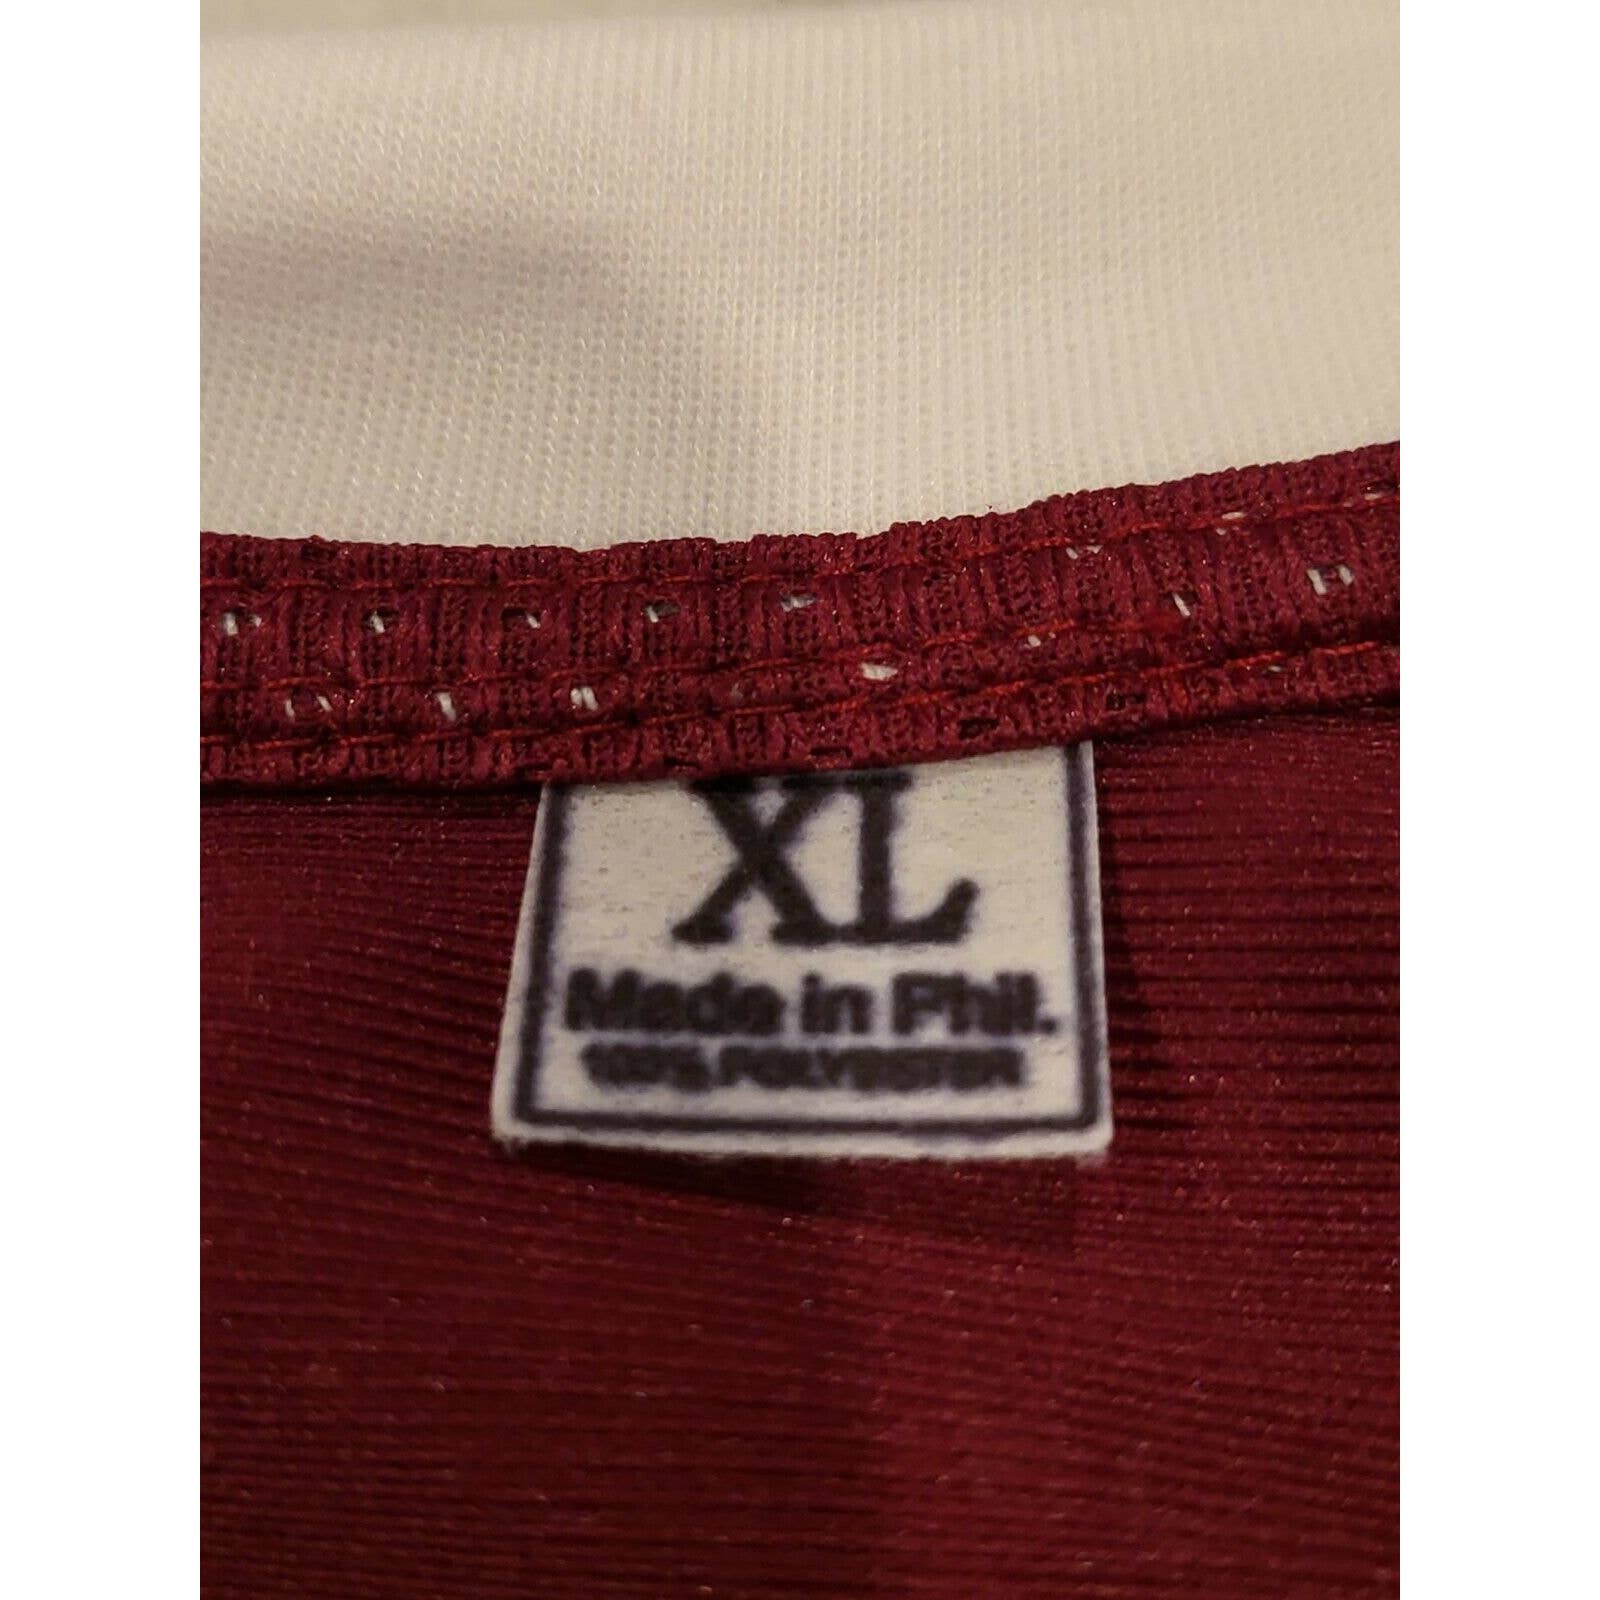 XL
Made in Phil.
100% POLYESTER